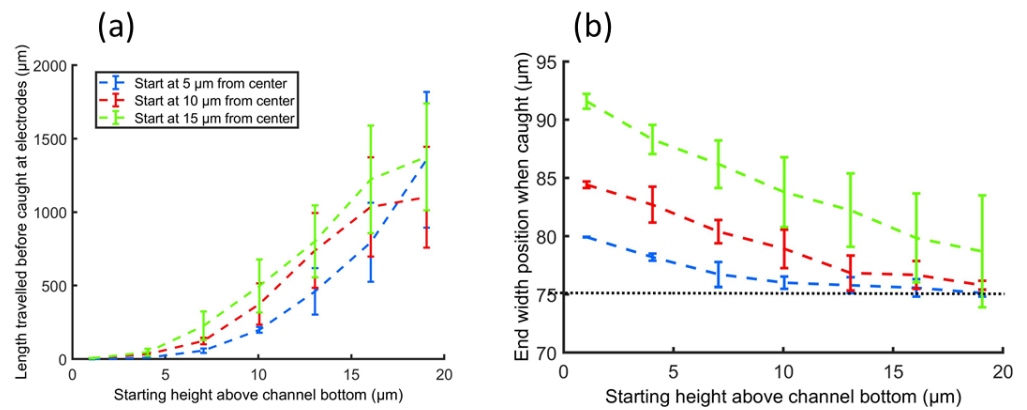 (a)
Length travelled before caught at electrodes (µm)
2000
1500
1000
500
0
Start at 5 µm from center
Start at 10 µm from center
Start at 15 µm from center
0 5 10 15 20
Starting height above channel bottom (µm)
(b)
End width position when caught (µm)
95
90
85
80
75
70
0 5 10 15 20
Starting height above channel bottom (µm)